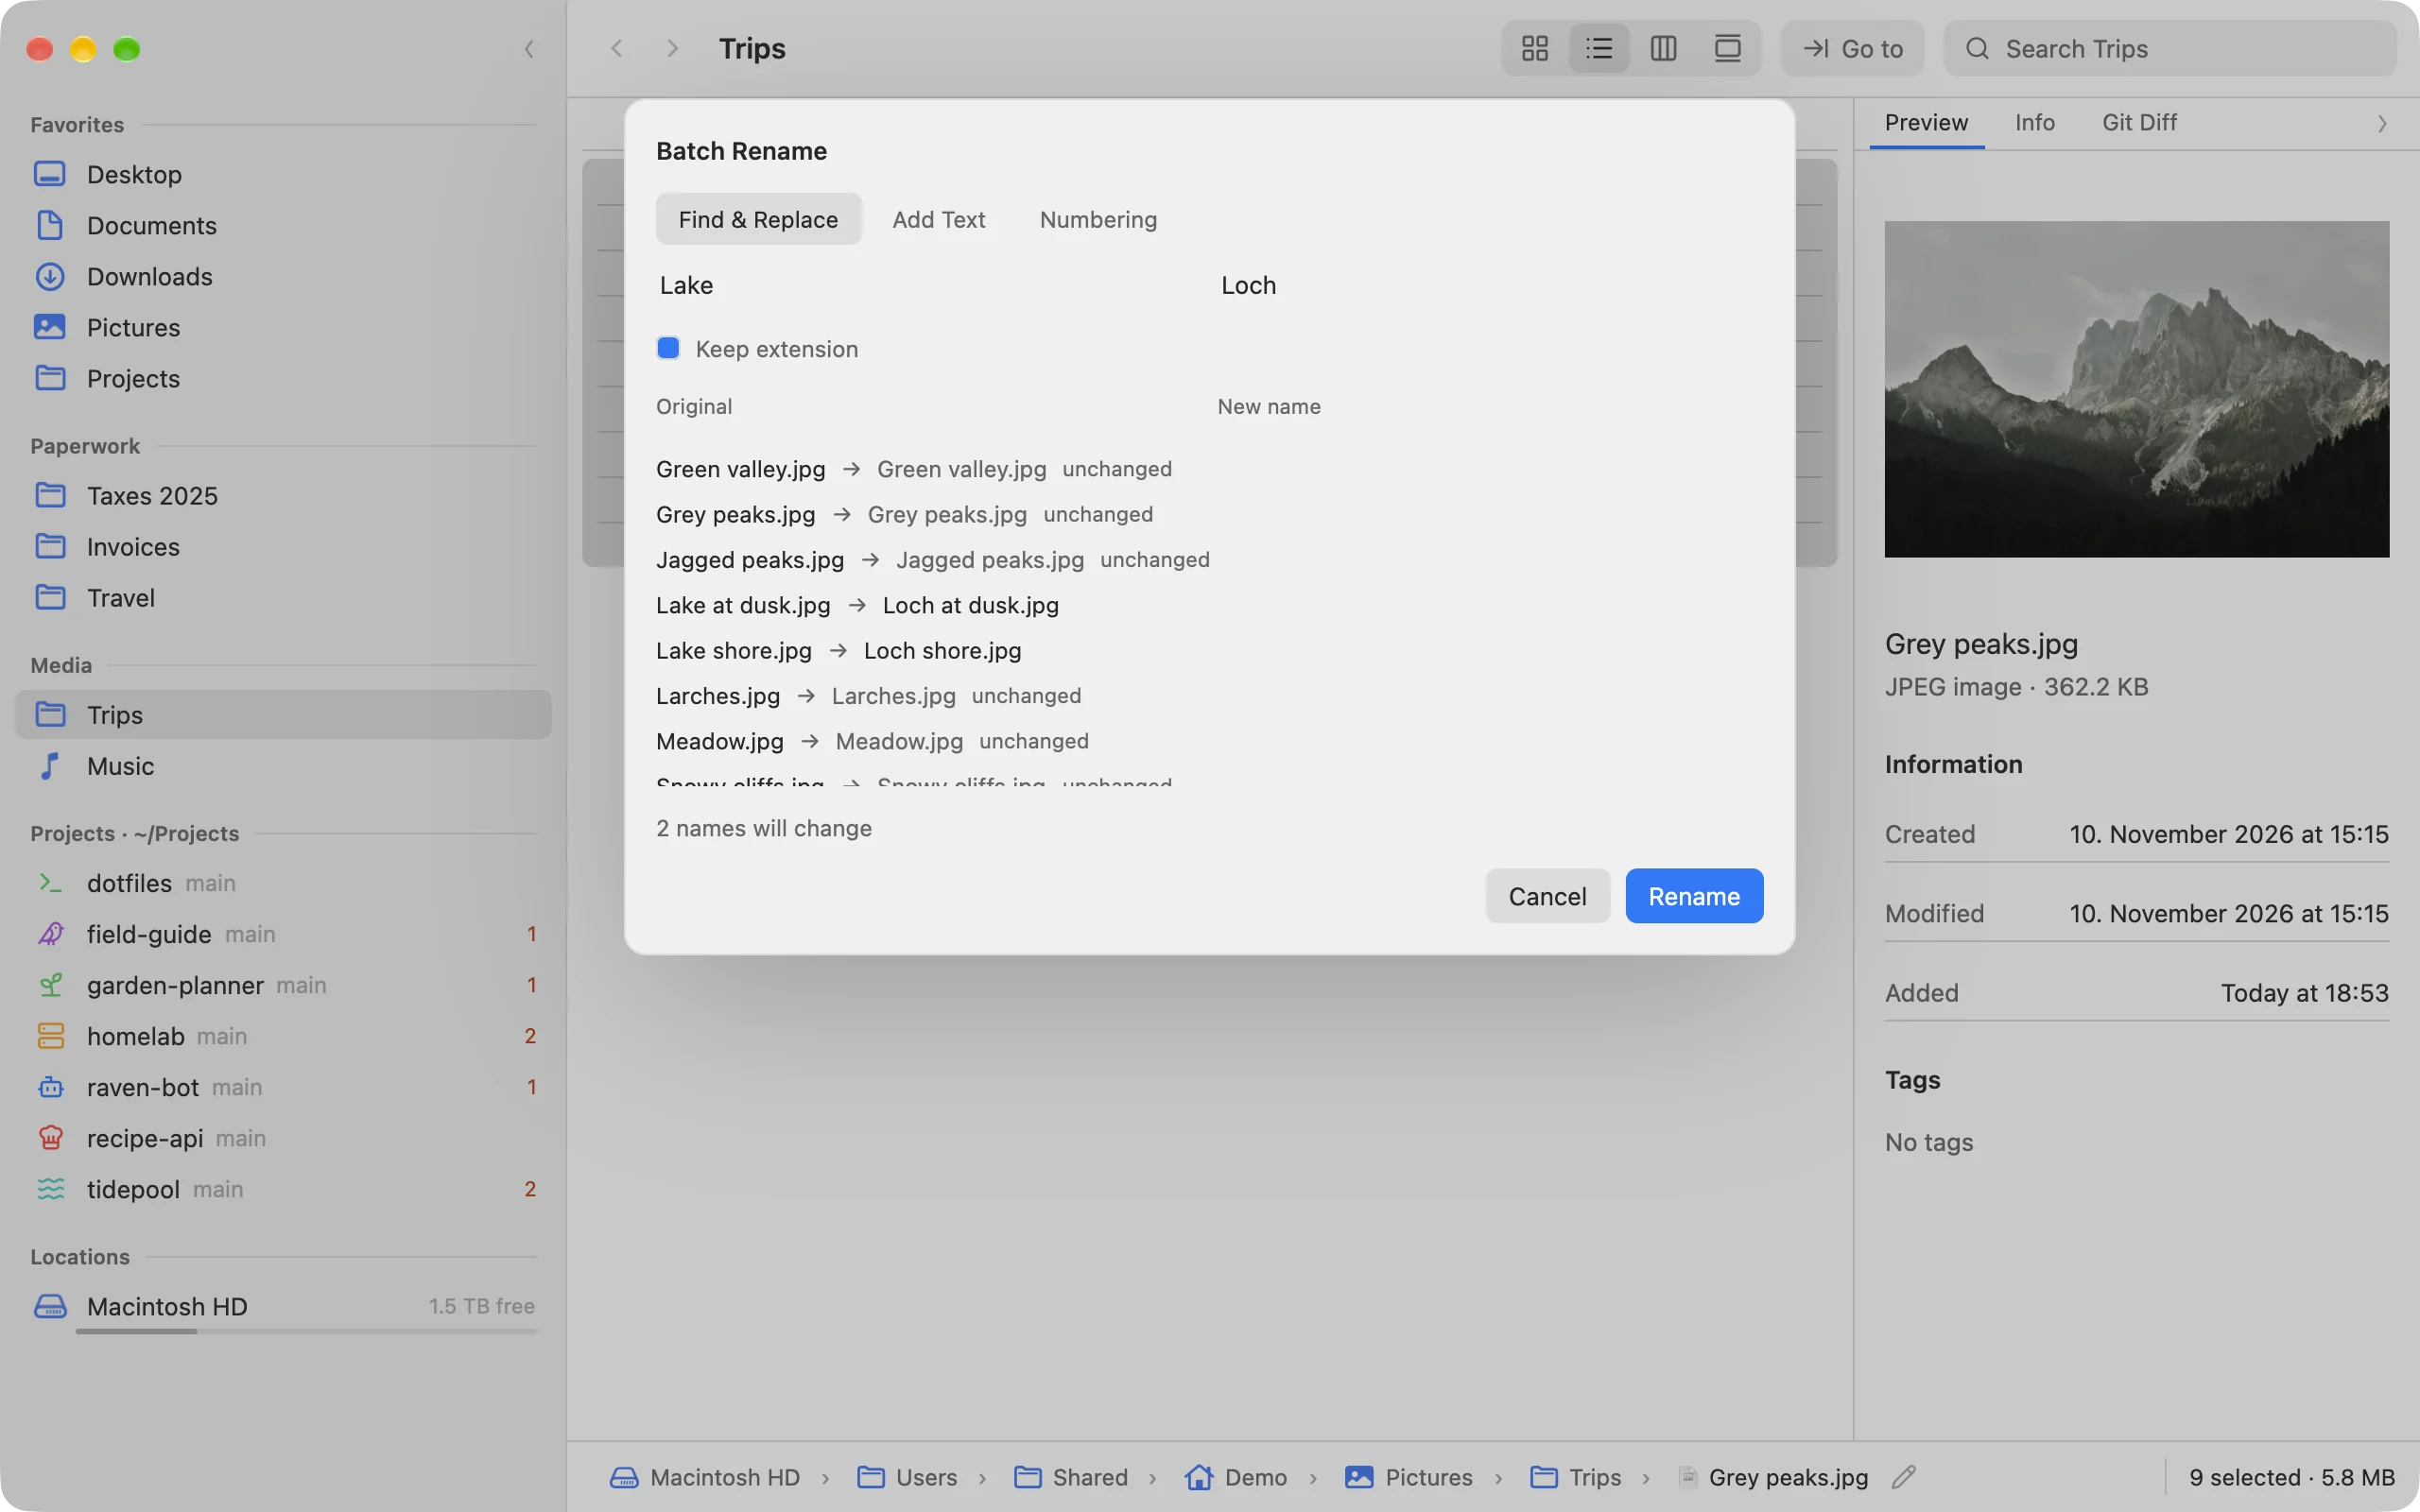 Trips
Go to
Search Trips
Favorites
Desktop
Documents
Downloads
Pictures
Projects
Paperwork
Taxes 2025
Invoices
Travel
Media
Trips
Music
Projects · ~/Projects
dotfiles main
field-guide main 1
garden-planner main 1
homelab main 2
raven-bot main 1
recipe-api main
tidepool main 2
Locations
Macintosh HD 1.5 TB free
Batch Rename
Find & Replace Add Text Numbering
Lake Loch
Keep extension
Original New name
Green valley.jpg → Green valley.jpg unchanged
Grey peaks.jpg → Grey peaks.jpg unchanged
Jagged peaks.jpg → Jagged peaks.jpg unchanged
Lake at dusk.jpg → Loch at dusk.jpg
Lake shore.jpg → Loch shore.jpg
Larches.jpg → Larches.jpg unchanged
Meadow.jpg → Meadow.jpg unchanged
Snowy cliffs.jpg → Snowy cliffs.jpg unchanged
2 names will change
Cancel Rename
Preview Info Git Diff
Grey peaks.jpg
JPEG image · 362.2 KB
Information
Created 10. November 2026 at 15:15
Modified 10. November 2026 at 15:15
Added Today at 18:53
Tags
No tags
Macintosh HD › Users › Shared › Demo › Pictures › Trips › Grey peaks.jpg
9 selected · 5.8 MB